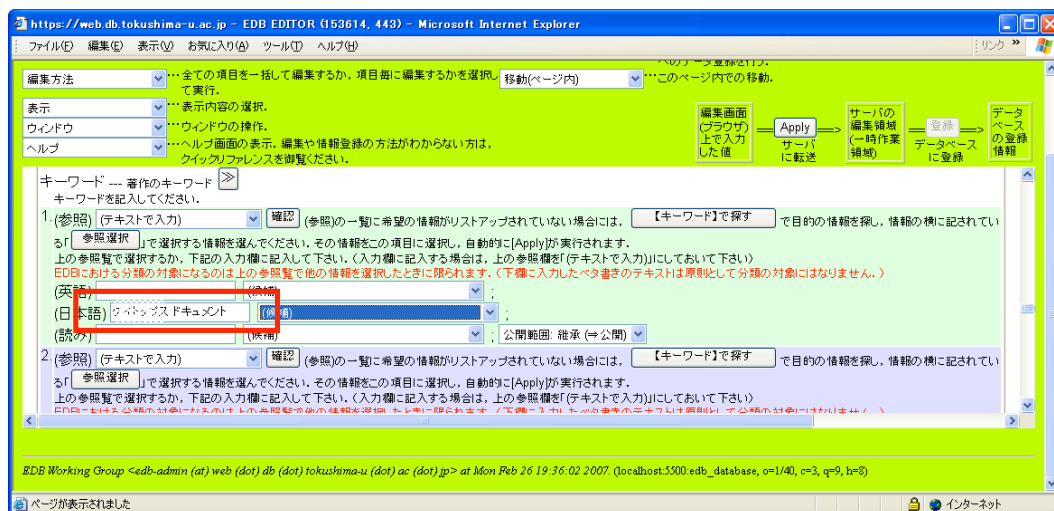 https://web.db.tokushima-u.ac.jp - EDB EDITOR (153614, 443) - Microsoft Internet Explorer
ファイル(F) 編集(E) 表示(V) お気に入り(A) ツール(T) ヘルプ(H) リンク »
編集方法 …全ての項目を一括して編集するか，項目毎に編集するかを選択して実行． 移動(ページ内) …このページ内での移動．
表示 …表示内容の選択．
ウィンドウ …ウィンドウの操作．
ヘルプ …ヘルプ画面の表示．編集や情報登録の方法がわからない方は，
クイックリファレンスを御覧ください．
編集画面(ブラウザ)上で入力した値 Apply サーバに転送 サーバの編集領域(一時作業領域) 登録 データベースに登録 データベースの登録情報
キーワード --- 著作のキーワード ≫
キーワードを記入してください．
1. (参照) (テキストで入力) 確認 (参照)の一覧に希望の情報がリストアップされていない場合には， 【キーワード】で探す で目的の情報を探し，情報の横に記されてい
る「 参照選択 」で選択する情報を選んでください．その情報をこの項目に選択し，自動的に[Apply]が実行されます．
上の参照覧で選択するか，下記の入力欄に記入して下さい．(入力欄に記入する場合は，上の参照欄を「(テキストで入力)」にしておいて下さい)
EDBにおける分類の対象になるのは上の参照覧で他の情報を選択したときに限られます．(下欄に入力したベタ書きのテキストは原則として分類の対象にはなりません．)
(英語) (候補) ;
(日本語) ドキュメント (候補) ;
(読み) (候補) ; 公開範囲: 継承 (⇒公開)
2. (参照) (テキストで入力) 確認 (参照)の一覧に希望の情報がリストアップされていない場合には， 【キーワード】で探す で目的の情報を探し，情報の横に記されてい
る「 参照選択 」で選択する情報を選んでください．その情報をこの項目に選択し，自動的に[Apply]が実行されます．
上の参照覧で選択するか，下記の入力欄に記入して下さい．(入力欄に記入する場合は，上の参照欄を「(テキストで入力)」にしておいて下さい)
EDB Working Group <edb-admin (at) web (dot) db (dot) tokushima-u (dot) ac (dot) jp> at Mon Feb 26 19:36:02 2007. (localhost:5500:edb_database, o=1/40, c=3, q=9, h=8)
ページが表示されました インターネット